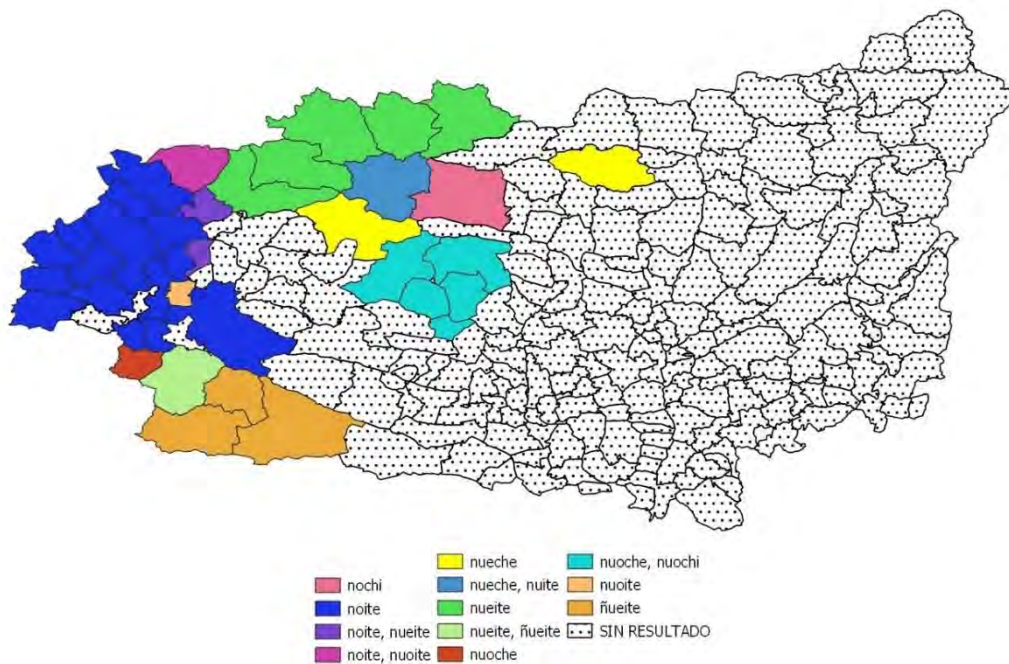 nochi
noite
noite, nueite
noite, nuoite
nueche
nueche, nuite
nueite
nueite, ñueite
nuoche
nuoche, nuochi
nuoite
ñueite
SIN RESULTADO